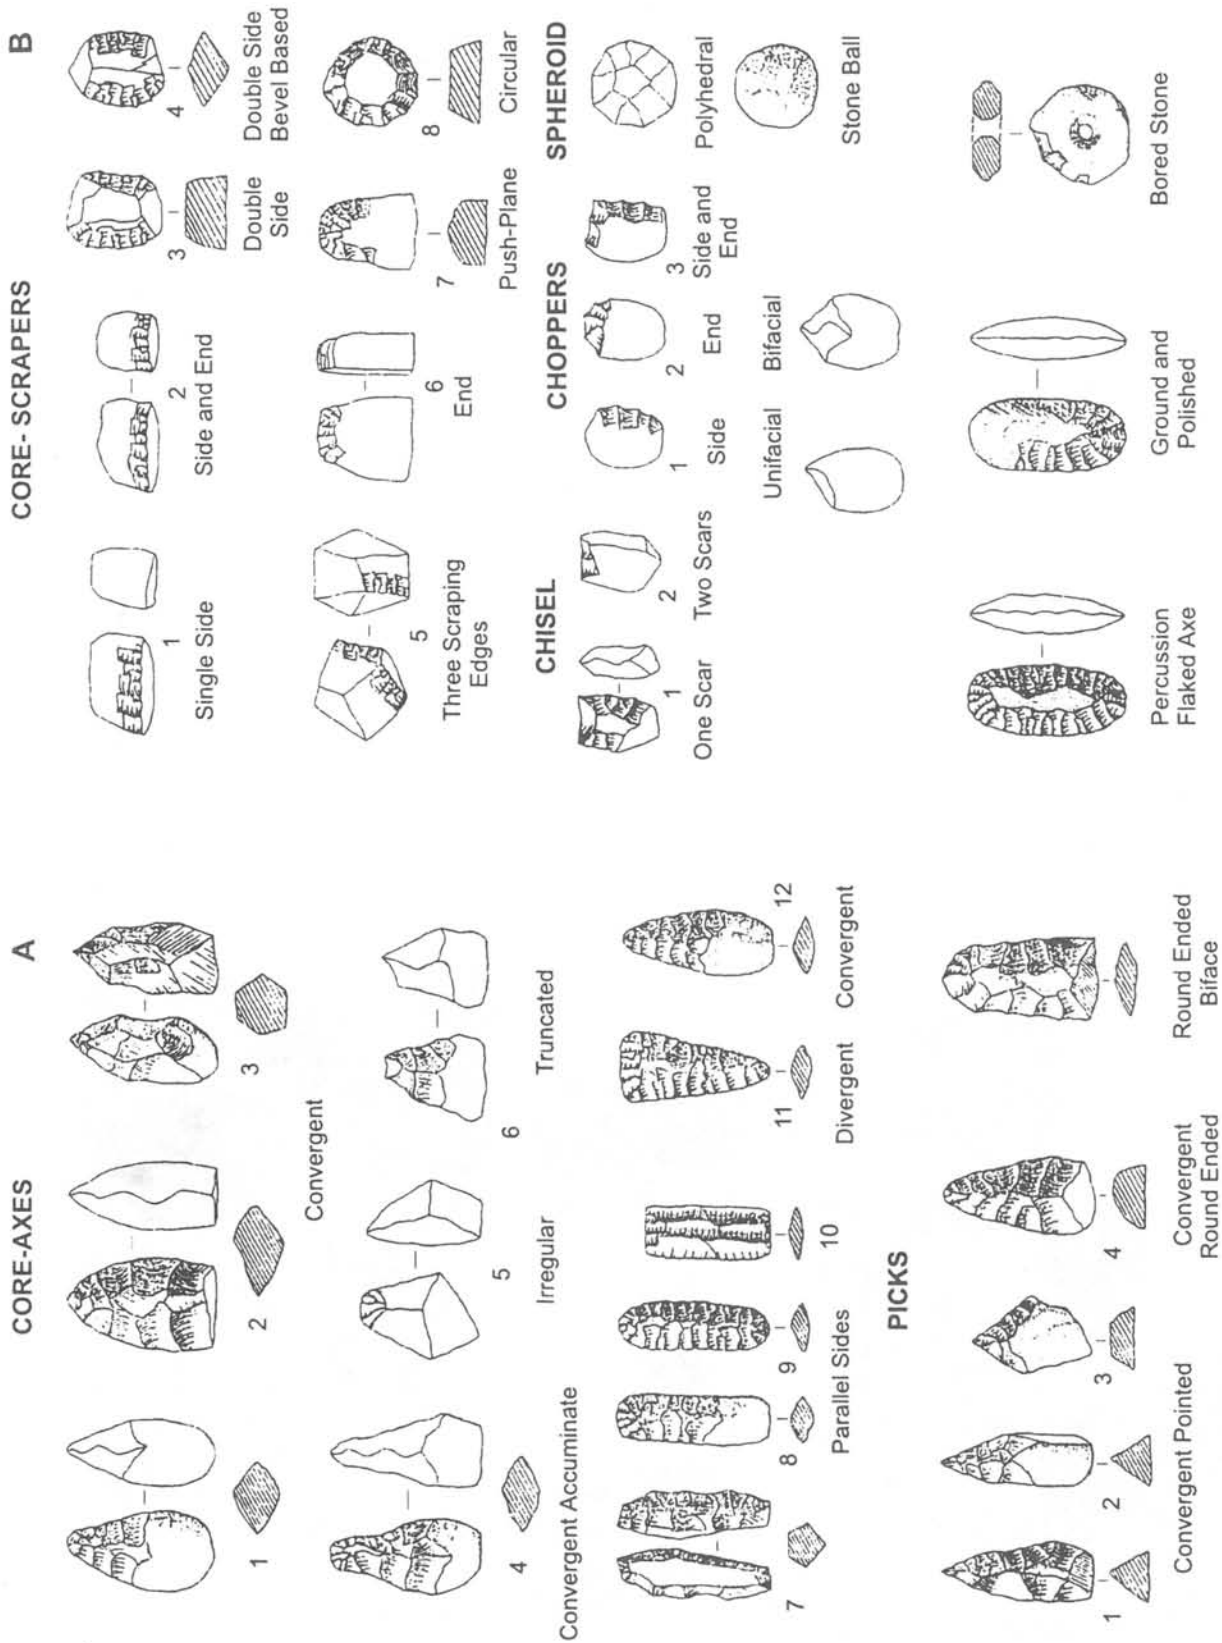 A
CORE-AXES
1
2
3
Convergent
4
5
6
Convergent Accuminate
Irregular
Truncated
7
8
9
10
11
12
Parallel Sides
Divergent
Convergent
PICKS
1
2
3
4
Convergent Pointed
Convergent
Round Ended
Round Ended
Biface
B
CORE- SCRAPERS
1
2
3
4
Single Side
Side and End
Double
Side
Double Side
Bevel Based
5
6
7
8
Three Scraping
Edges
End
Push-Plane
Circular
CHISEL
1
2
One Scar
Two Scars
CHOPPERS
1
2
3
Side
End
Side and
End
Unifacial
Bifacial
SPHEROID
Polyhedral
Stone Ball
Percussion
Flaked Axe
Ground and
Polished
Bored Stone